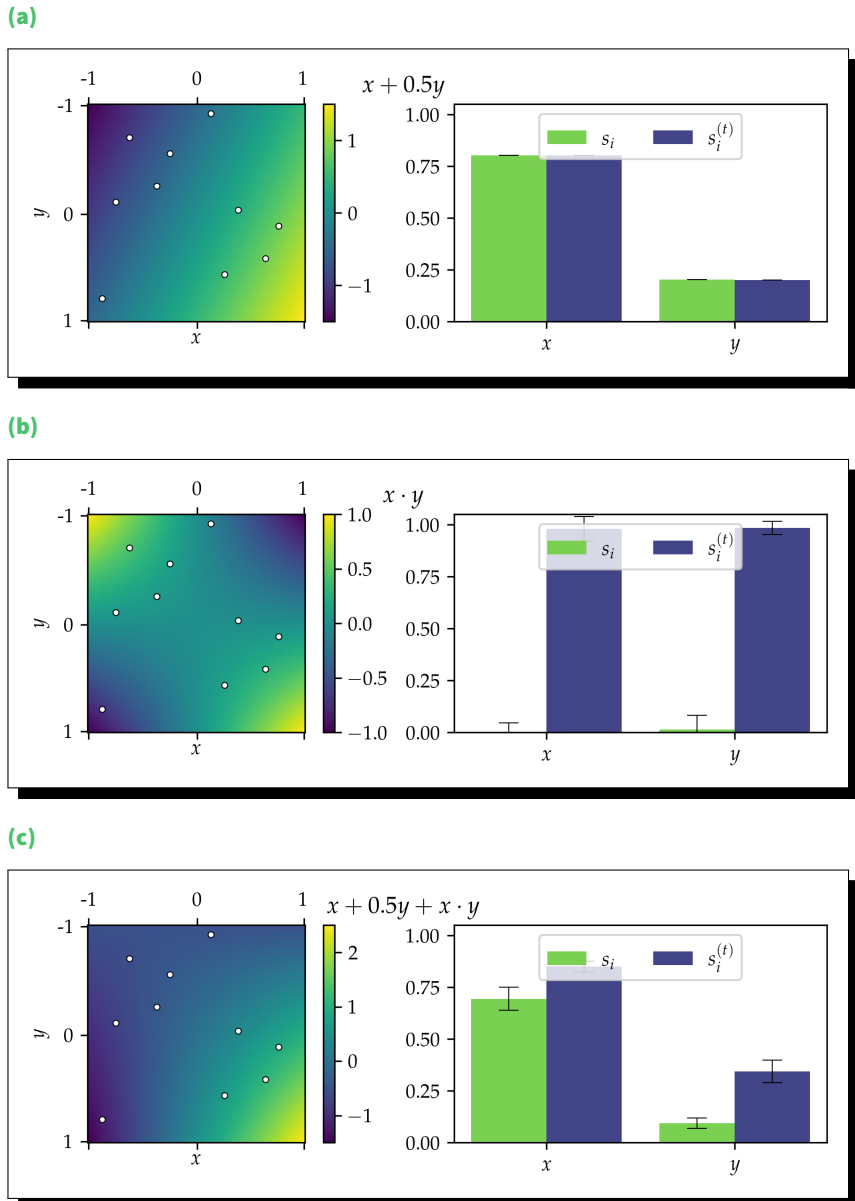 (a)
-1 0 1
x + 0.5y
-1
0
1
y
x
1
0
−1
1.00
0.75
0.50
0.25
0.00
s_i s_i^(t)
x y
(b)
-1 0 1
x · y
-1
0
1
y
x
1.0
0.5
0.0
−0.5
−1.0
1.00
0.75
0.50
0.25
0.00
s_i s_i^(t)
x y
(c)
-1 0 1
x + 0.5y + x · y
-1
0
1
y
x
2
1
0
−1
1.00
0.75
0.50
0.25
0.00
s_i s_i^(t)
x y